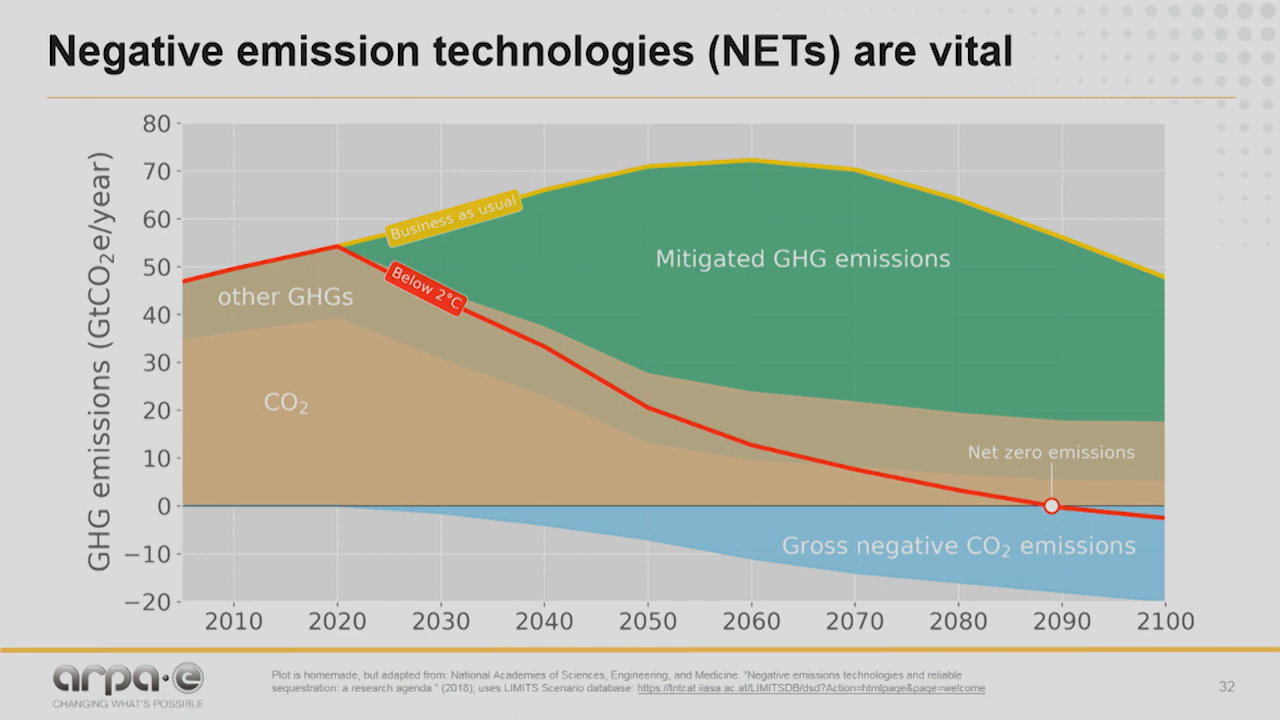 Negative emission technologies (NETs) are vital
80
70
60
50
40
30
20
10
0
−10
−20
GHG emissions (GtCO₂e/year)
Business as usual
Below 2°C
Mitigated GHG emissions
other GHGs
CO₂
Net zero emissions
Gross negative CO₂ emissions
2010 2020 2030 2040 2050 2060 2070 2080 2090 2100
arpa·e
CHANGING WHAT'S POSSIBLE
Plot is homemade, but adapted from: National Academies of Sciences, Engineering, and Medicine. "Negative emissions technologies and reliable
sequestration: a research agenda." (2018); uses LIMITS Scenario database: https://tntcat.iiasa.ac.at/LIMITSDB/dsd?Action=htmlpage&page=welcome
32